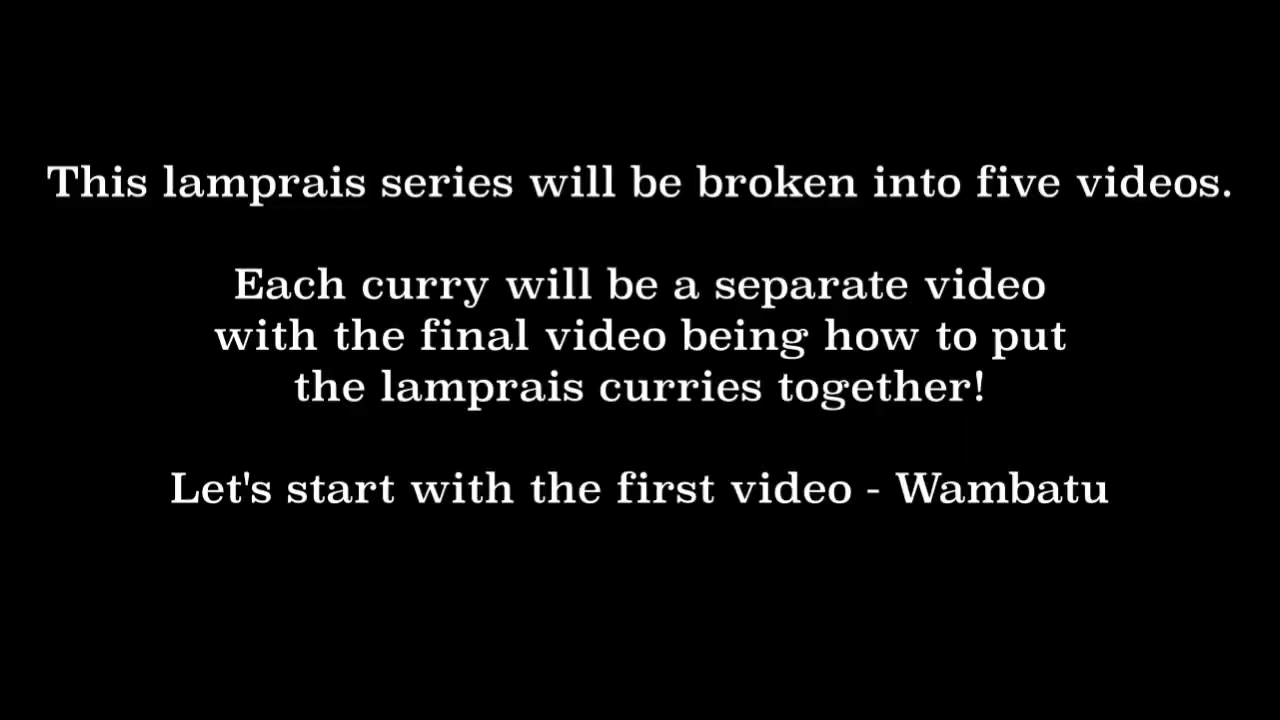 This lamprais series will be broken into five videos.
Each curry will be a separate video
with the final video being how to put
the lamprais curries together!
Let's start with the first video - Wambatu